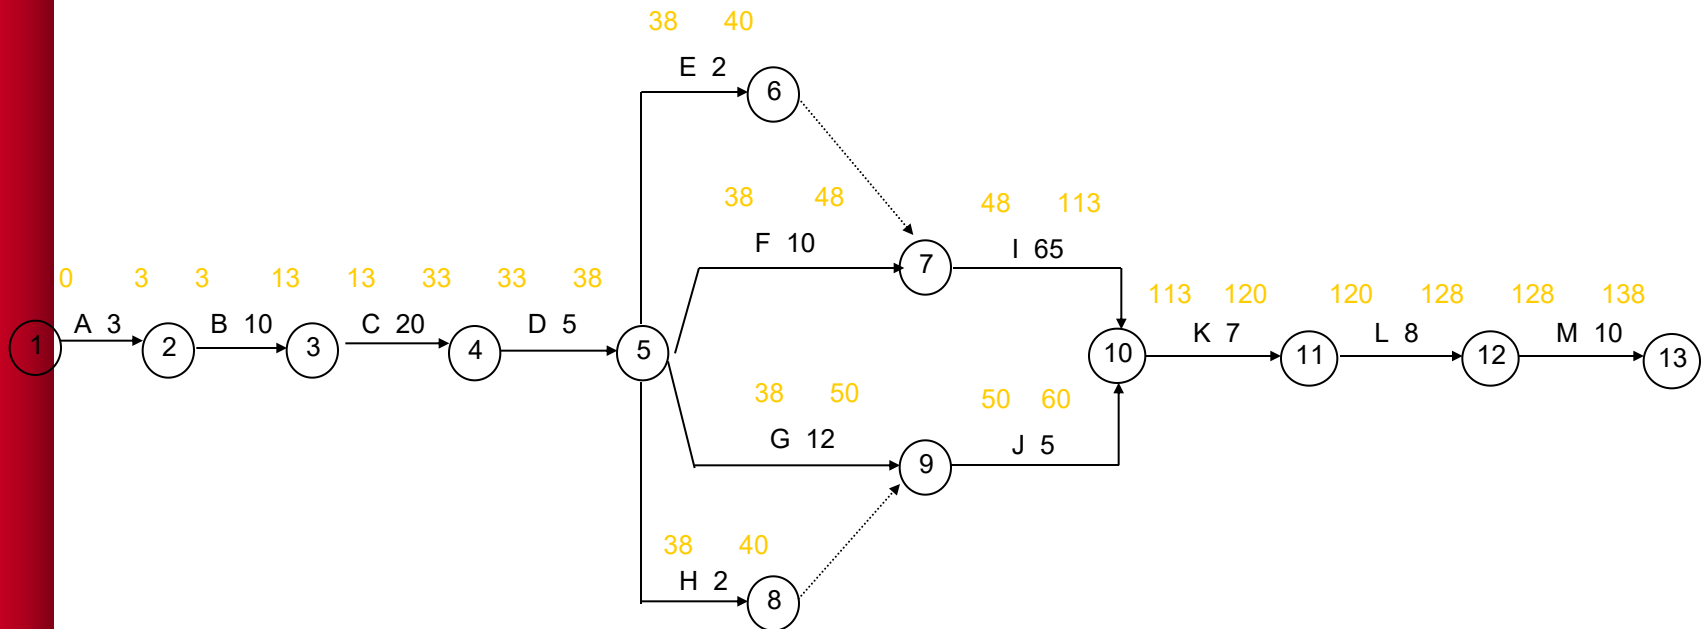 38 40
E 2
6
38 48
48 113
F 10
I 65
7
0 3 3 13 13 33 33 38
113 120 120 128 128 138
A 3 B 10 C 20 D 5
K 7 L 8 M 10
1 2 3 4 5
10 11 12 13
38 50
50 60
G 12
J 5
9
38 40
H 2
8